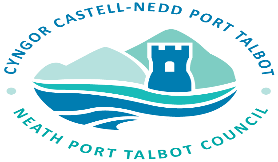 CYNGOR CASTELL-NEDD PORT TALBOT
NEATH PORT TALBOT COUNCIL